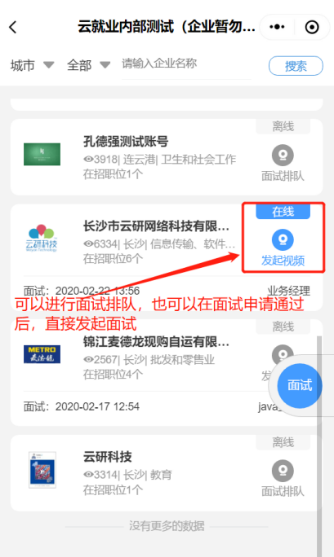 云就业内部测试（企业暂勿...
城市 全部 请输入企业名称 搜索
离线
孔德强测试账号
3918| 连云港| 卫生和社会工作
在招职位1个
面试排队
在线
长沙市云研网络科技有限...
6334| 长沙| 信息传输、软件...
在招职位6个
发起视频
云研科技
面试：2020-02-22 13:56 业务经理
可以进行面试排队，也可以在面试申请通过
后，直接发起面试
锦江麦德龙现购自运有限...
METRO
麦德龙
2567| 长沙| 批发和零售业
在招职位1个
面试
面试：2020-02-17 12:54 java
离线
云研科技
3314| 长沙| 教育
在招职位1个
面试排队
没有更多的数据